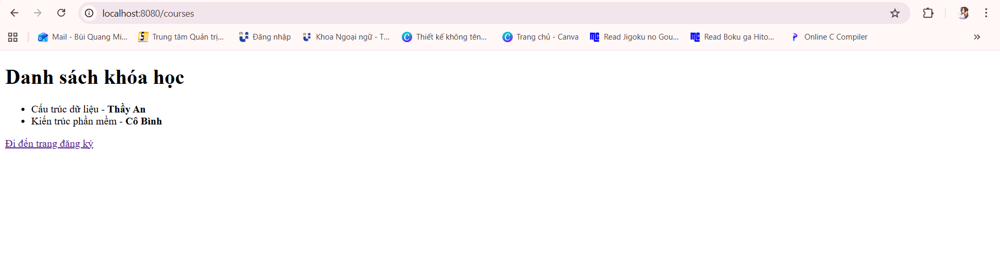 localhost:8080/courses
Mail - Bùi Quang Mi... Trung tâm Quản trị... Đăng nhập Khoa Ngoại ngữ - T... Thiết kế không tên... Trang chủ - Canva Read Jigoku no Gou... Read Boku ga Hito... Online C Compiler
Danh sách khóa học
Cấu trúc dữ liệu - Thầy An
Kiến trúc phần mềm - Cô Bình
Đi đến trang đăng ký